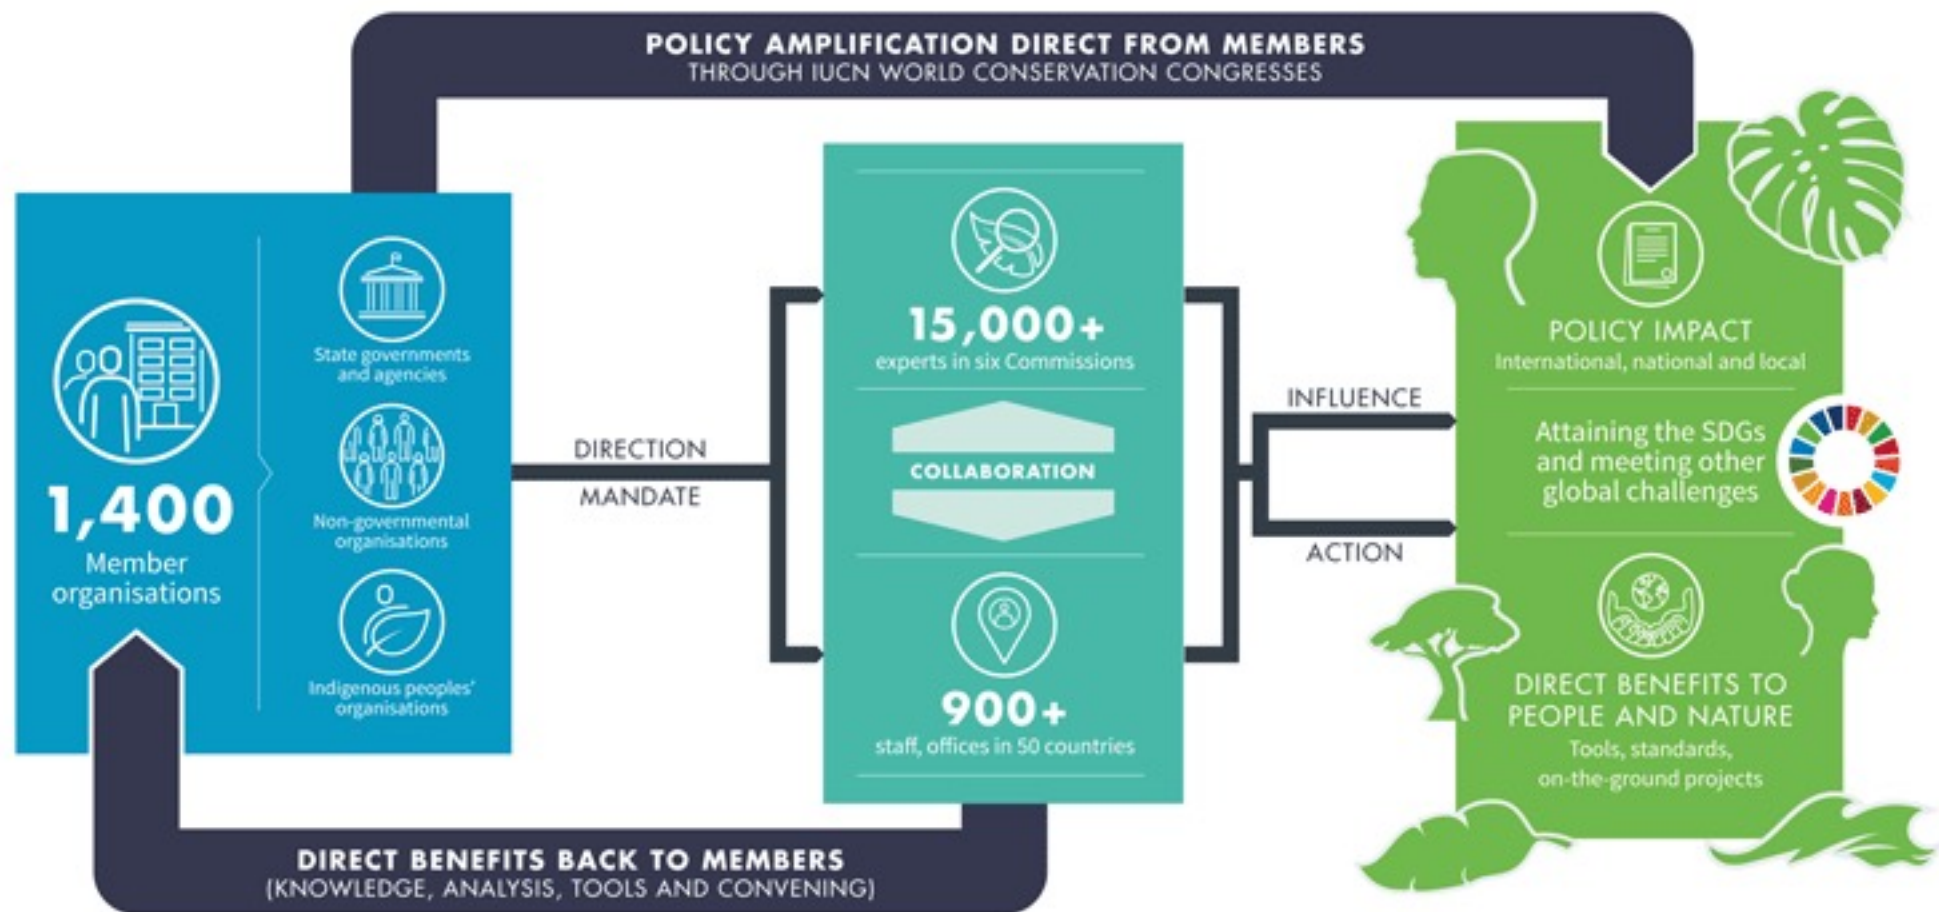 POLICY AMPLIFICATION DIRECT FROM MEMBERS
THROUGH IUCN WORLD CONSERVATION CONGRESSES
1,400
Member
organisations
State governments
and agencies
Non-governmental
organisations
Indigenous peoples'
organisations
DIRECTION
MANDATE
15,000+
experts in six Commissions
COLLABORATION
900+
staff, offices in 50 countries
INFLUENCE
ACTION
POLICY IMPACT
International, national and local
Attaining the SDGs
and meeting other
global challenges
DIRECT BENEFITS TO
PEOPLE AND NATURE
Tools, standards,
on-the-ground projects
DIRECT BENEFITS BACK TO MEMBERS
(KNOWLEDGE, ANALYSIS, TOOLS AND CONVENING)